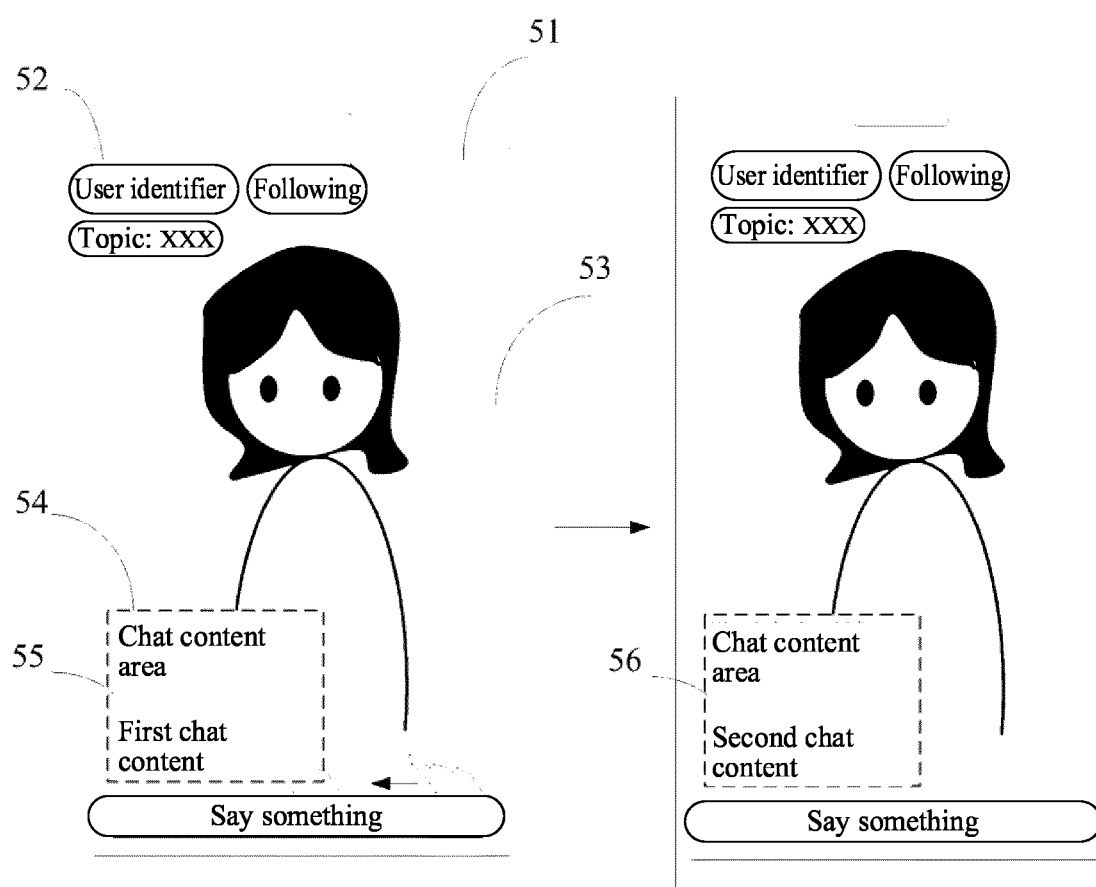 51
52
User identifier Following
Topic: XXX
53
54
Chat content
area
55
First chat
content
Say something
User identifier Following
Topic: XXX
56
Chat content
area
Second chat
content
Say something